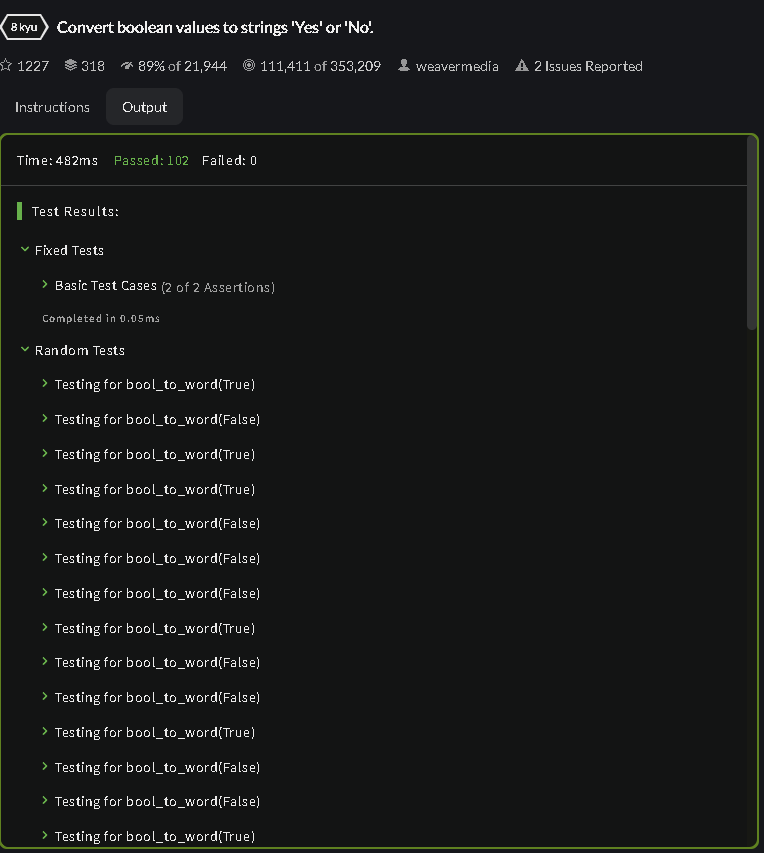 8 kyu Convert boolean values to strings 'Yes' or 'No'.
1227 318 89% of 21,944 111,411 of 353,209 weavermedia 2 Issues Reported
Instructions Output
Time: 482ms Passed: 102 Failed: 0
Test Results:
Fixed Tests
Basic Test Cases (2 of 2 Assertions)
Completed in 0.05ms
Random Tests
Testing for bool_to_word(True)
Testing for bool_to_word(False)
Testing for bool_to_word(True)
Testing for bool_to_word(True)
Testing for bool_to_word(False)
Testing for bool_to_word(False)
Testing for bool_to_word(False)
Testing for bool_to_word(True)
Testing for bool_to_word(False)
Testing for bool_to_word(False)
Testing for bool_to_word(True)
Testing for bool_to_word(False)
Testing for bool_to_word(False)
Testing for bool_to_word(True)